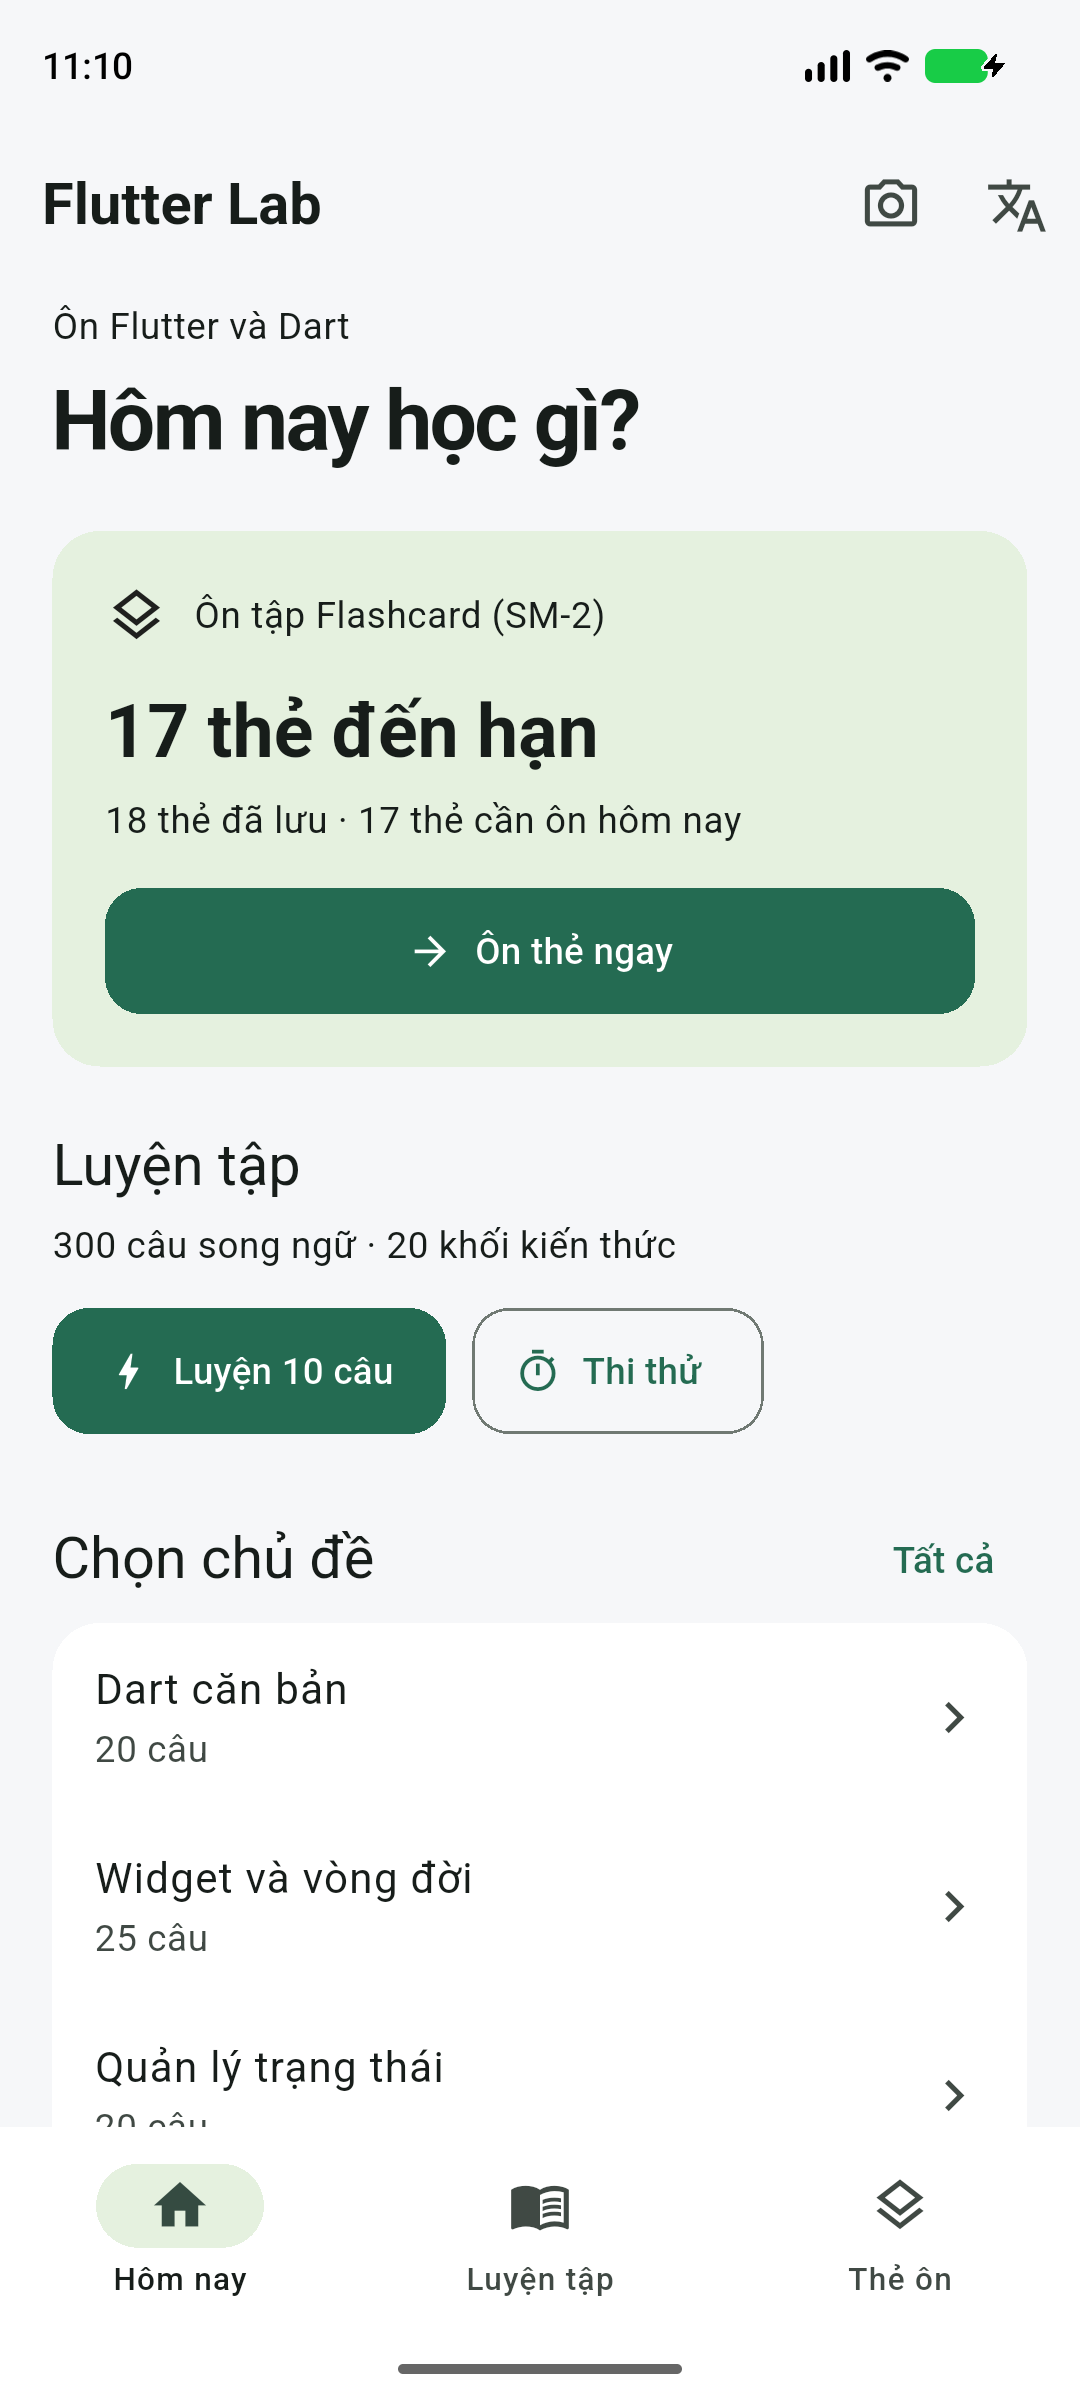 11:10
Flutter Lab
Ôn Flutter và Dart
Hôm nay học gì?
Ôn tập Flashcard (SM-2)
17 thẻ đến hạn
18 thẻ đã lưu · 17 thẻ cần ôn hôm nay
Ôn thẻ ngay
Luyện tập
300 câu song ngữ · 20 khối kiến thức
Luyện 10 câu
Thi thử
Chọn chủ đề
Tất cả
Dart căn bản
20 câu
Widget và vòng đời
25 câu
Quản lý trạng thái
20 câu
Hôm nay
Luyện tập
Thẻ ôn